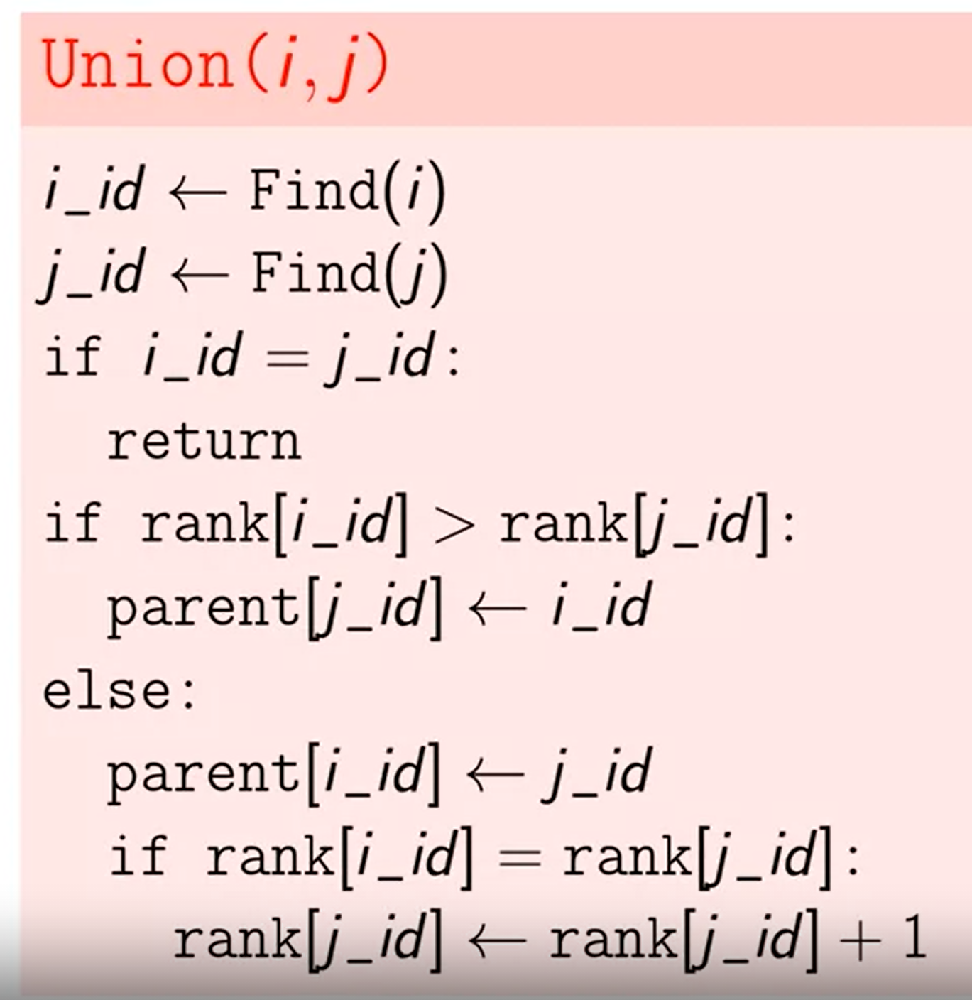 Union(i, j)
i_id ← Find(i)
j_id ← Find(j)
if i_id = j_id:
return
if rank[i_id] > rank[j_id]:
parent[j_id] ← i_id
else:
parent[i_id] ← j_id
if rank[i_id] = rank[j_id]:
rank[j_id] ← rank[j_id] + 1